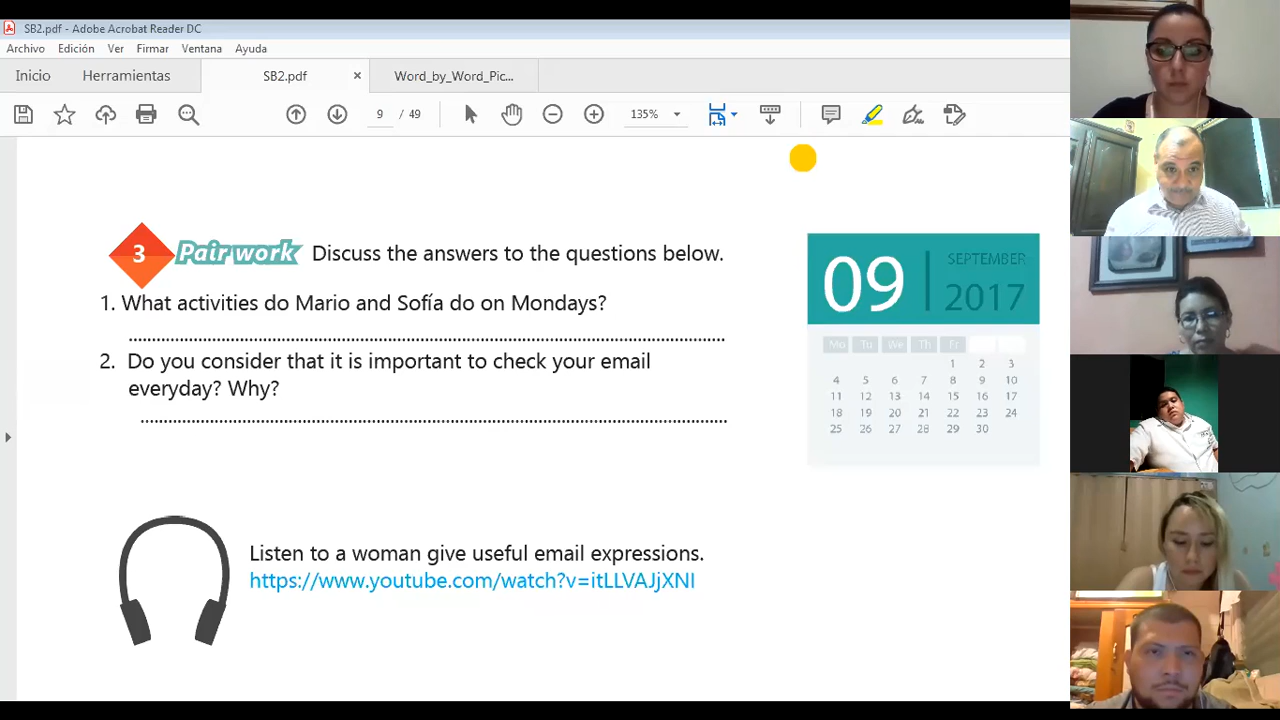 SB2.pdf - Adobe Acrobat Reader DC
Archivo Edición Ver Firmar Ventana Ayuda
Inicio Herramientas SB2.pdf × Word_by_Word_Pic...
9 / 49 135%
3 Pair work Discuss the answers to the questions below.
1. What activities do Mario and Sofía do on Mondays?
2. Do you consider that it is important to check your email
everyday? Why?
09 SEPTEMBER
2017
Mo Tu We Th Fr
1 2 3
4 5 6 7 8 9 10
11 12 13 14 15 16 17
18 19 20 21 22 23 24
25 26 27 28 29 30
Listen to a woman give useful email expressions.
https://www.youtube.com/watch?v=itLLVAJjXNI